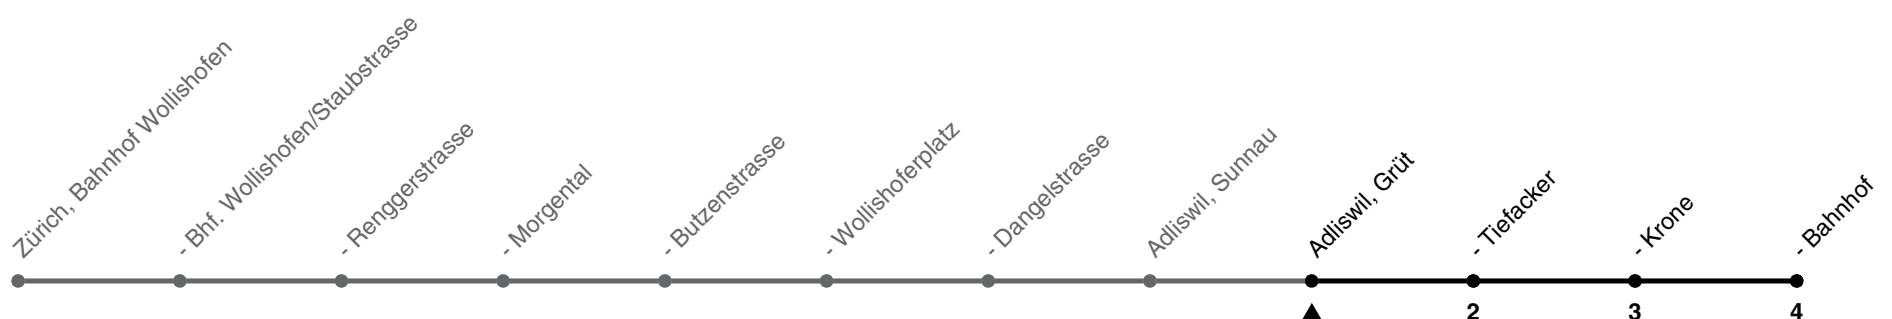 Zürich, Bahnhof Wollishofen
- Bhf. Wollishofen/Staubstrasse
- Renggerstrasse
- Morgental
- Butzenstrasse
- Wollishoferplatz
- Dangelstrasse
Adliswil, Sunnau
Adliswil, Grüt
- Tiefacker
- Krone
- Bahnhof
2
3
4